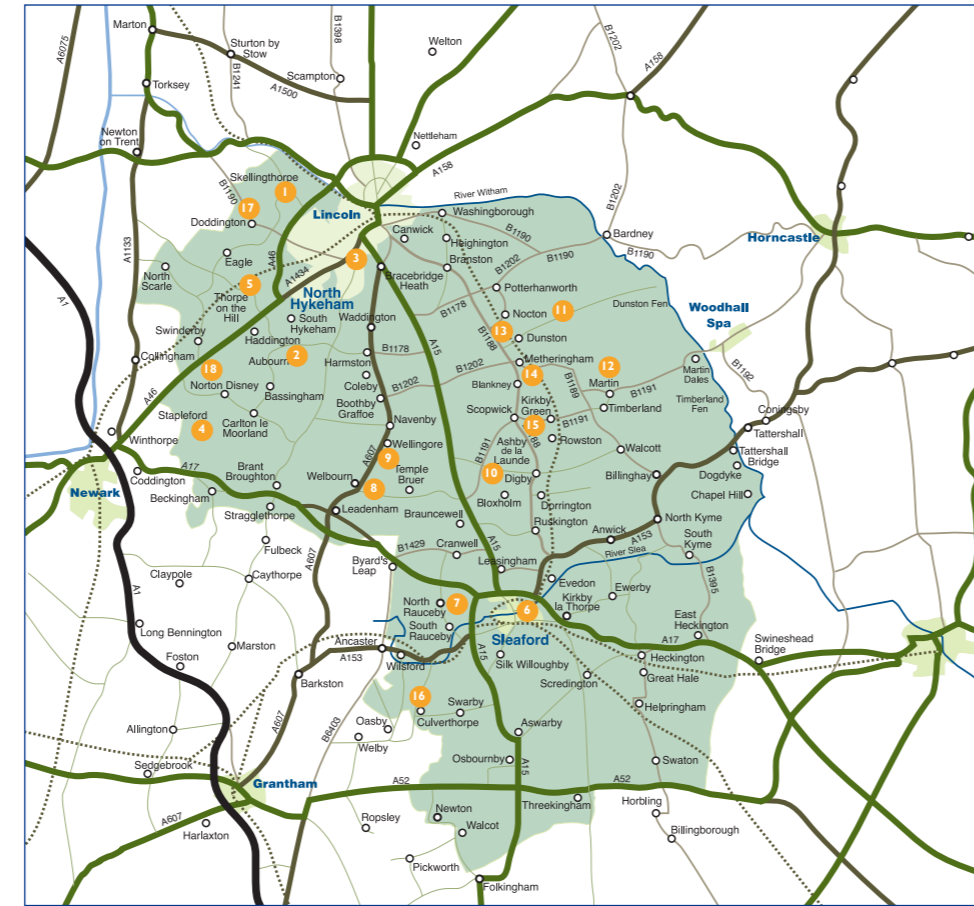 Marton
A6075
Sturton by
Stow
B1241
B1398
Scampton
Welton
B1202
A158
A1500
Torksey
Newton
on Trent
Nettleham
A158
Skellingthorpe
1
B1190
17
Doddington
Lincoln
River Witham
Washingborough
B1202
Bardney
B1190
Horncastle
A1133
A46
Canwick
Heighington
B1190
Branston
B1202
B1190
Eagle
3
A1434
North
Scarle
5
Thorpe
on the
Hill
North
Hykeham
Bracebridge
Heath
Potterhanworth
Dunston Fen
A1
South
Hykeham
Waddington
B1178
Nocton
11
Woodhall
Spa
Swinderby
Haddington
A15
13
B1188
Dunston
Collingham
Aubourn
2
B1178
Harmston
Metheringham
B1192
18
Coleby
B1202
B1202
14
12
Martin
Martin
Dales
Norton Disney
Bassingham
Boothby
Graffoe
Blankney
B1189
B1191
A46
Kirkby
Green
Timberland
Timberland
Fen
Stapleford
4
Carlton le
Moorland
Navenby
Scopwick
15
B1191
Coningsby
Winthorpe
Wellingore
B1191
Ashby
de la
Launde
B8
Rowston
Tattershall
A17
A607
9
Temple
Bruer
Walcott
Tattershall
Bridge
Newark
Coddington
Brant
Broughton
Welbourn
8
10
Digby
Billinghay
Dogdyke
Beckingham
Bloxholm
Dorrington
Chapel Hill
Stragglethorpe
Leadenham
Brauncewell
Ruskington
North Kyme
Fulbeck
A607
B1429
Cranwell
A15
Anwick
A153
South
Kyme
Byard's
Leap
Leasingham
River Slea
Claypole
Caythorpe
Evedon
Ewerby
B1395
A1
North
Rauceby
7
6
Kirkby
la Thorpe
Long Bennington
South
Rauceby
East
Heckington
Marston
Ancaster
Sleaford
A17
Swineshead
Bridge
Foston
A153
Wilsford
A15
Silk Willoughby
Heckington
Barkston
Scredington
Great Hale
16
Swarby
Helpringham
Allington
A607
B6403
Oasby
Culverthorpe
Aswarby
Welby
Sedgebrook
Osbournby
A15
Swaton
Grantham
A52
A52
A607
Harlaxton
Ropsley
Newton
Threekingham
Horbling
Walcot
Billingborough
Pickworth
Folkingham